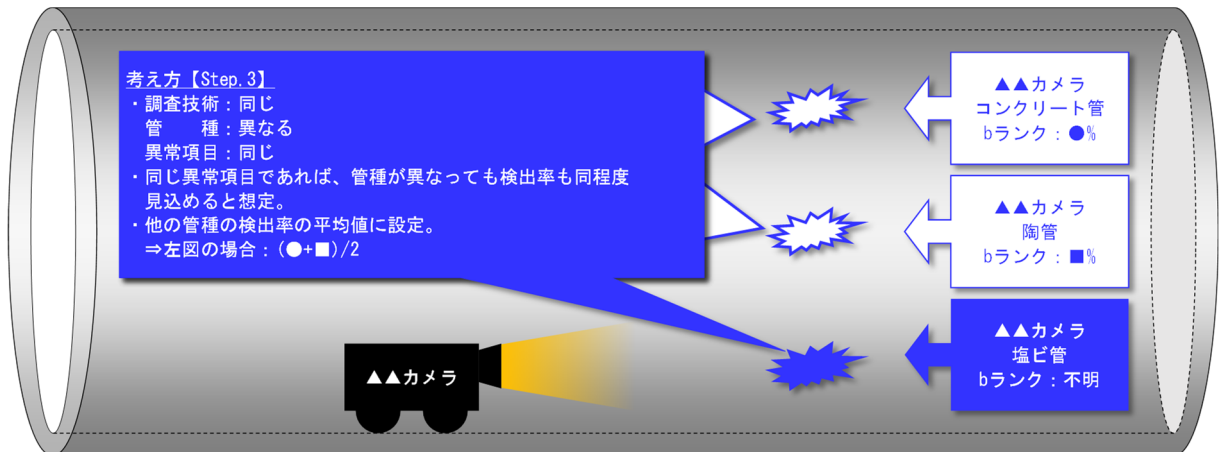 考え方【Step.3】
・調査技術：同じ
管　　種：異なる
異常項目：同じ
・同じ異常項目であれば、管種が異なっても検出率も同程度
見込めると想定。
・他の管種の検出率の平均値に設定。
⇒左図の場合：(●+■)/2
▲▲カメラ
コンクリート管
bランク：●%
▲▲カメラ
陶管
bランク：■%
▲▲カメラ
塩ビ管
bランク：不明
▲▲カメラ